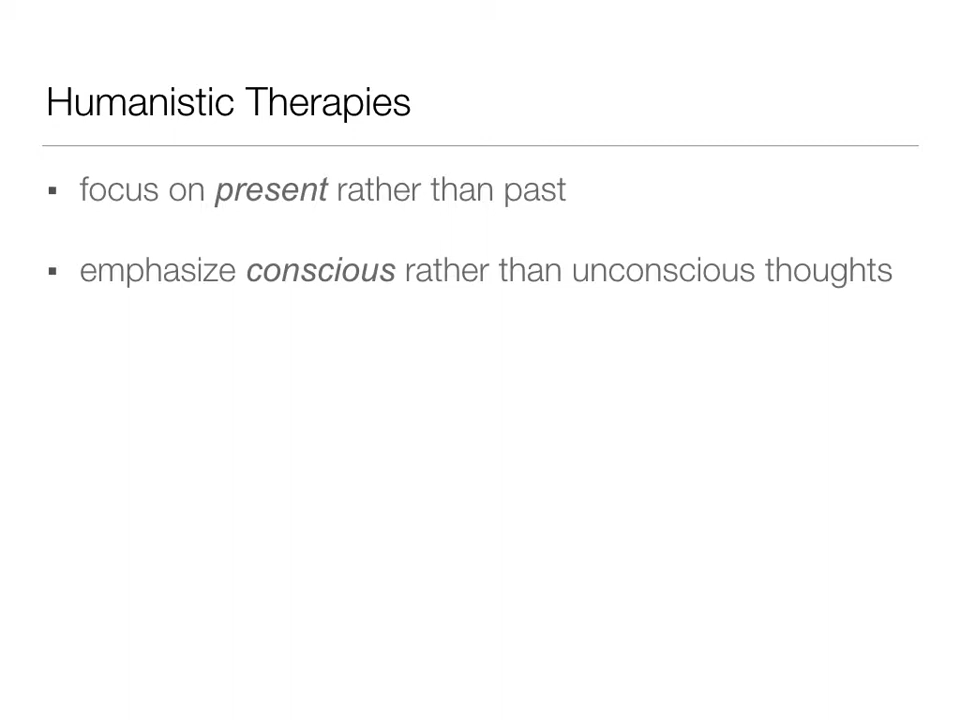 Humanistic Therapies
▪ focus on present rather than past
▪ emphasize conscious rather than unconscious thoughts